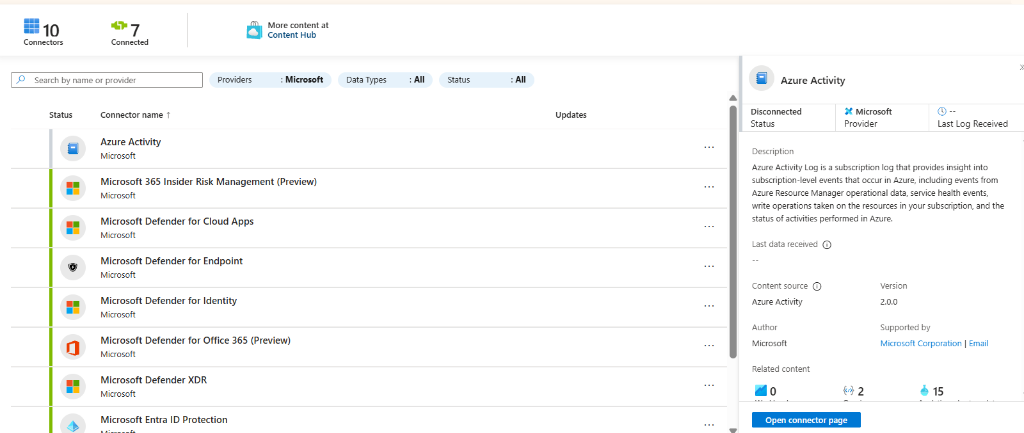 10
Connectors
7
Connected
More content at
Content Hub
Search by name or provider
Providers : Microsoft
Data Types : All
Status : All
Status Connector name ↑ Updates
Azure Activity
Microsoft
Microsoft 365 Insider Risk Management (Preview)
Microsoft
Microsoft Defender for Cloud Apps
Microsoft
Microsoft Defender for Endpoint
Microsoft
Microsoft Defender for Identity
Microsoft
Microsoft Defender for Office 365 (Preview)
Microsoft
Microsoft Defender XDR
Microsoft
Microsoft Entra ID Protection
Azure Activity
Disconnected
Status
Microsoft
Provider
--
Last Log Received
Description
Azure Activity Log is a subscription log that provides insight into
subscription-level events that occur in Azure, including events from
Azure Resource Manager operational data, service health events,
write operations taken on the resources in your subscription, and the
status of activities performed in Azure.
Last data received
--
Content source Version
Azure Activity 2.0.0
Author Supported by
Microsoft Microsoft Corporation | Email
Related content
0 2 15
Open connector page